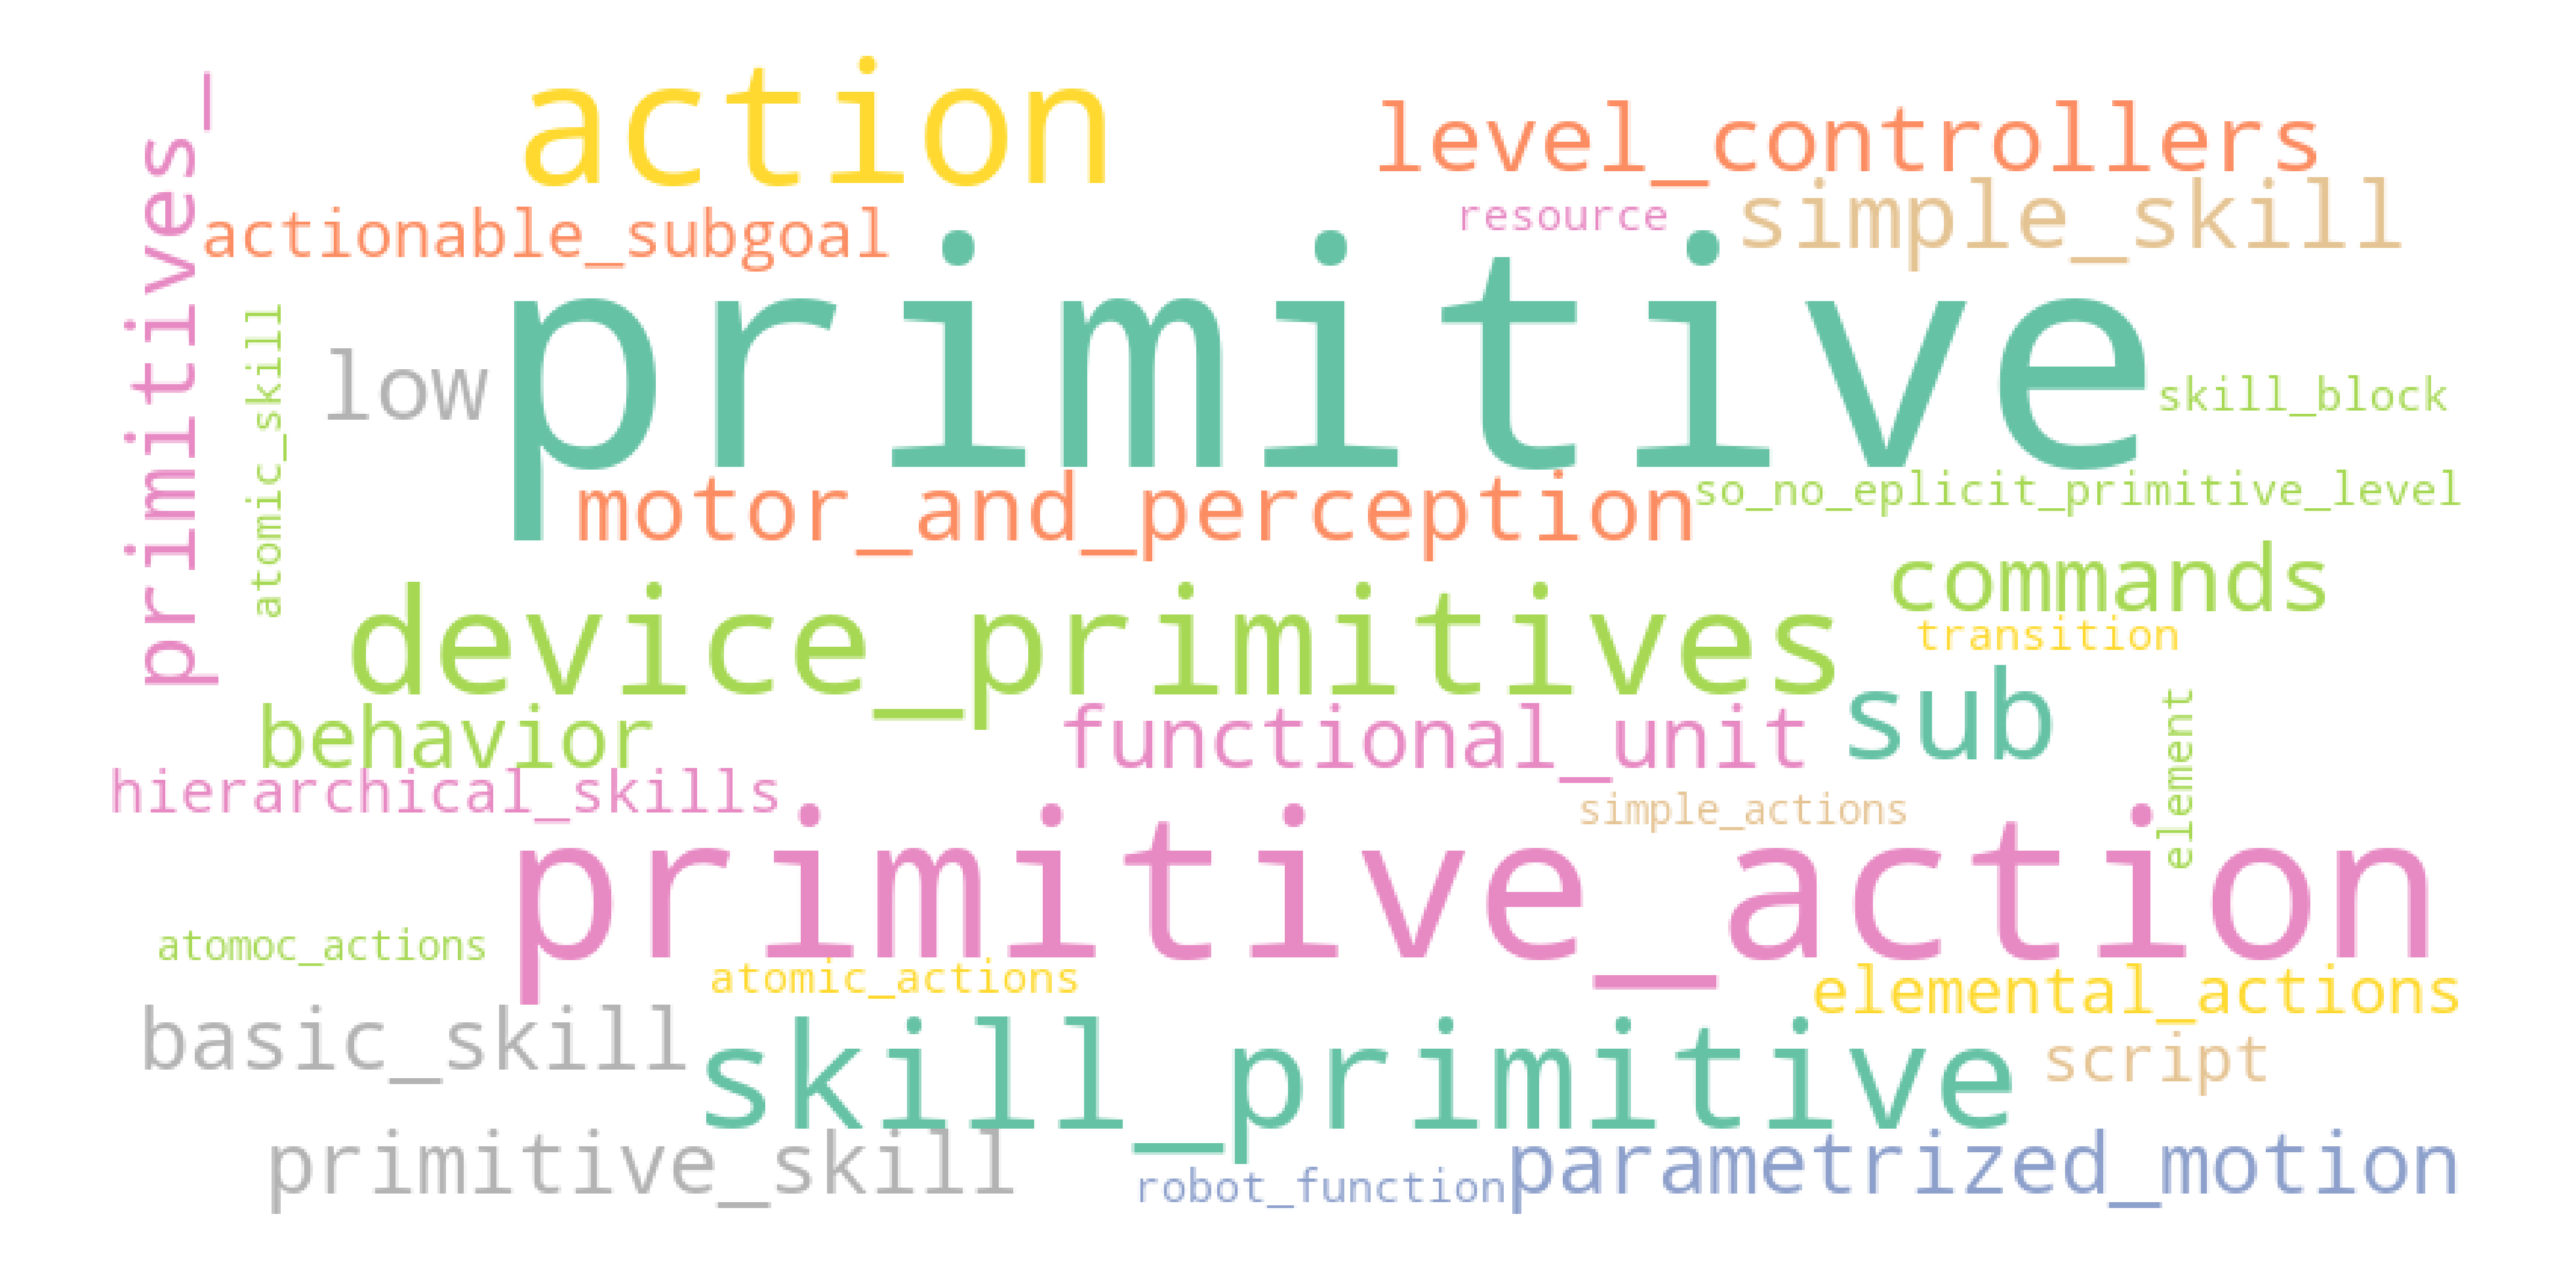 primitives_
action
level_controllers
actionable_subgoal
resource
simple_skill
primitive
atomic_skill
low
skill_block
motor_and_perception
so_no_eplicit_primitive_level
commands
device_primitives
transition
sub
behavior
functional_unit
element
hierarchical_skills
simple_actions
primitive_action
atomoc_actions
atomic_actions
elemental_actions
basic_skill
skill_primitive
script
primitive_skill
robot_function
parametrized_motion